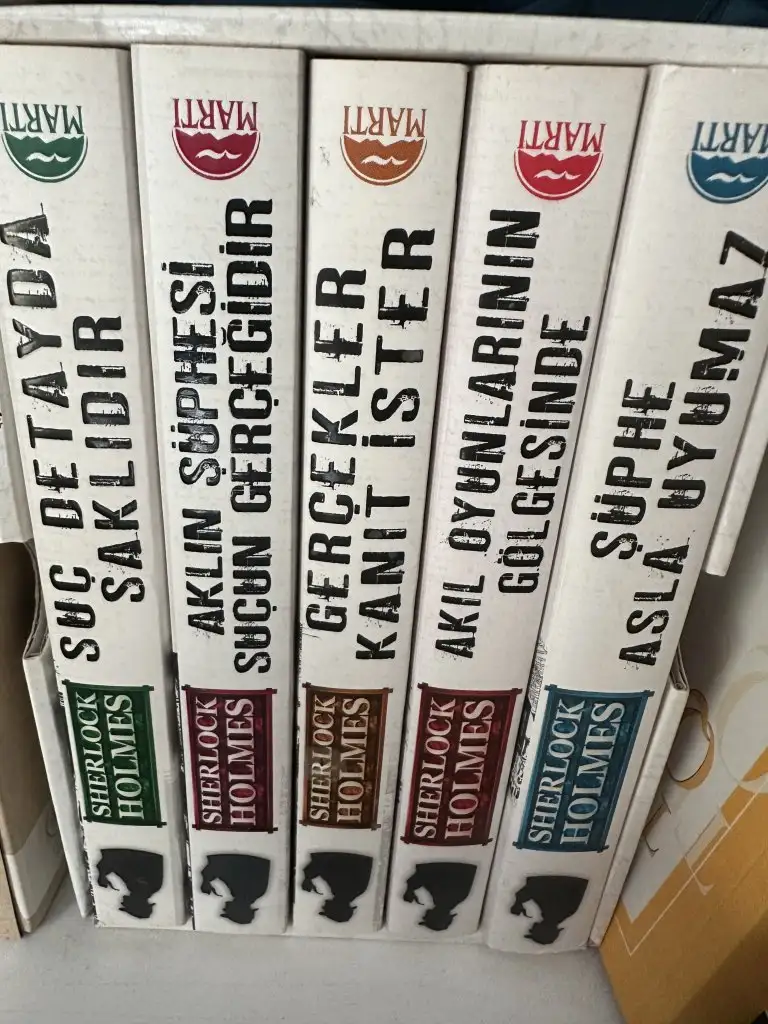 MARTI
SUÇ DETAYDA
SAKLIDIR
SHERLOCK
HOLMES
MARTI
AKLIN ŞÜPHESİ
SUÇUN GERÇEĞİDİR
SHERLOCK
HOLMES
MARTI
GERÇEKLER
KANIT İSTER
SHERLOCK
HOLMES
MARTI
AKIL OYUNLARININ
GÖLGESİNDE
SHERLOCK
HOLMES
MARTI
ŞÜPHE
ASLA UYUMAZ
SHERLOCK
HOLMES